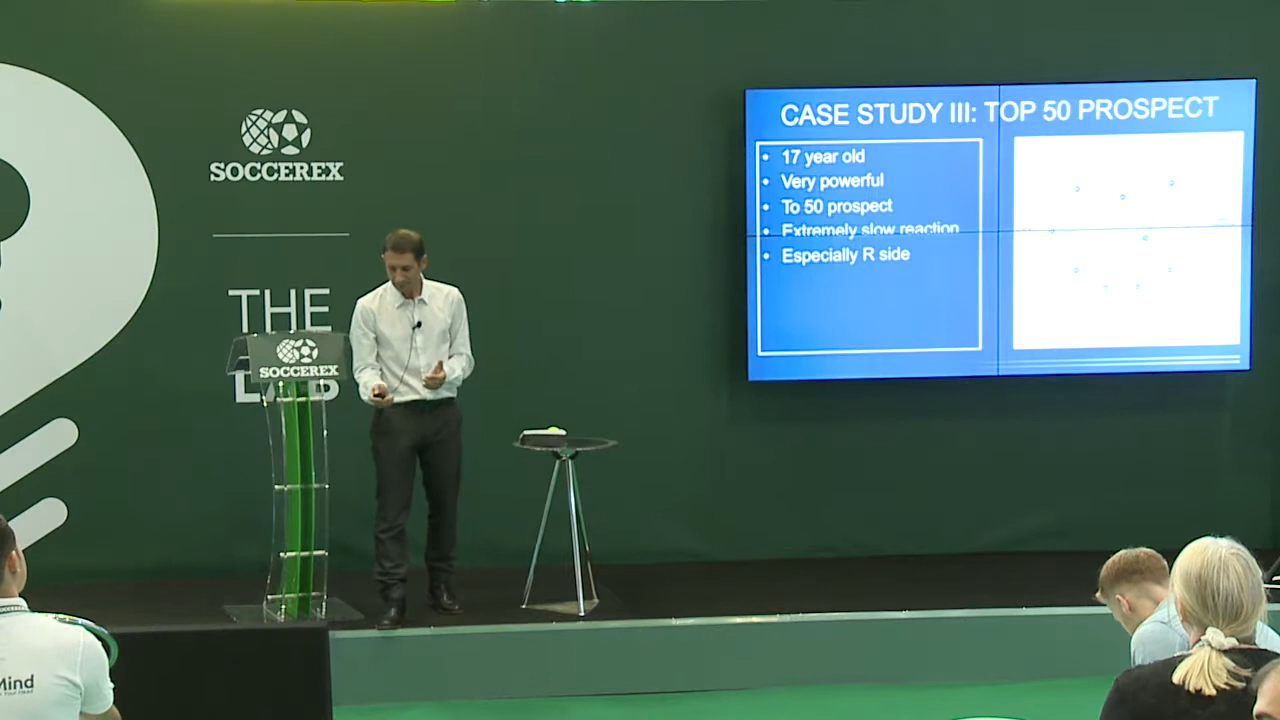 SOCCEREX
THE
LAB
SOCCEREX
CASE STUDY III: TOP 50 PROSPECT
• 17 year old
• Very powerful
• To 50 prospect
• Extremely slow reaction
• Especially R side
Mind